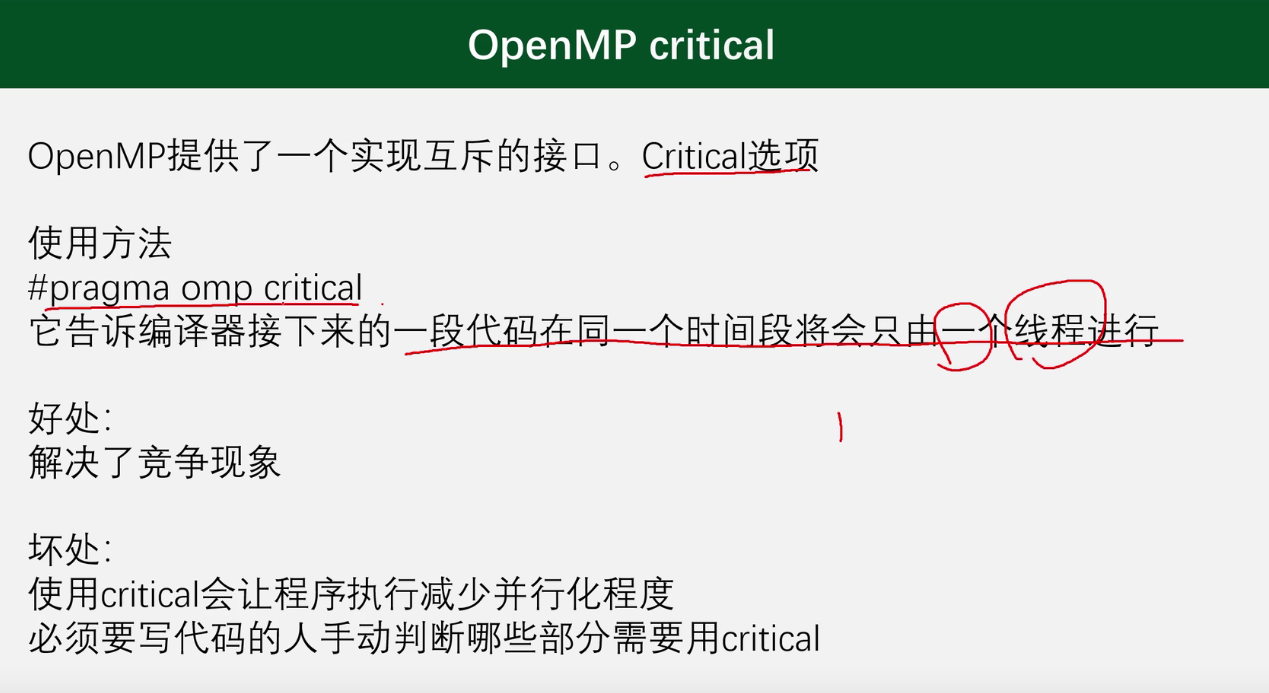 OpenMP critical
OpenMP提供了一个实现互斥的接口。Critical选项
使用方法
#pragma omp critical
它告诉编译器接下来的一段代码在同一个时间段将会只由一个线程进行
好处：
解决了竞争现象
坏处：
使用critical会让程序执行减少并行化程度
必须要写代码的人手动判断哪些部分需要用critical